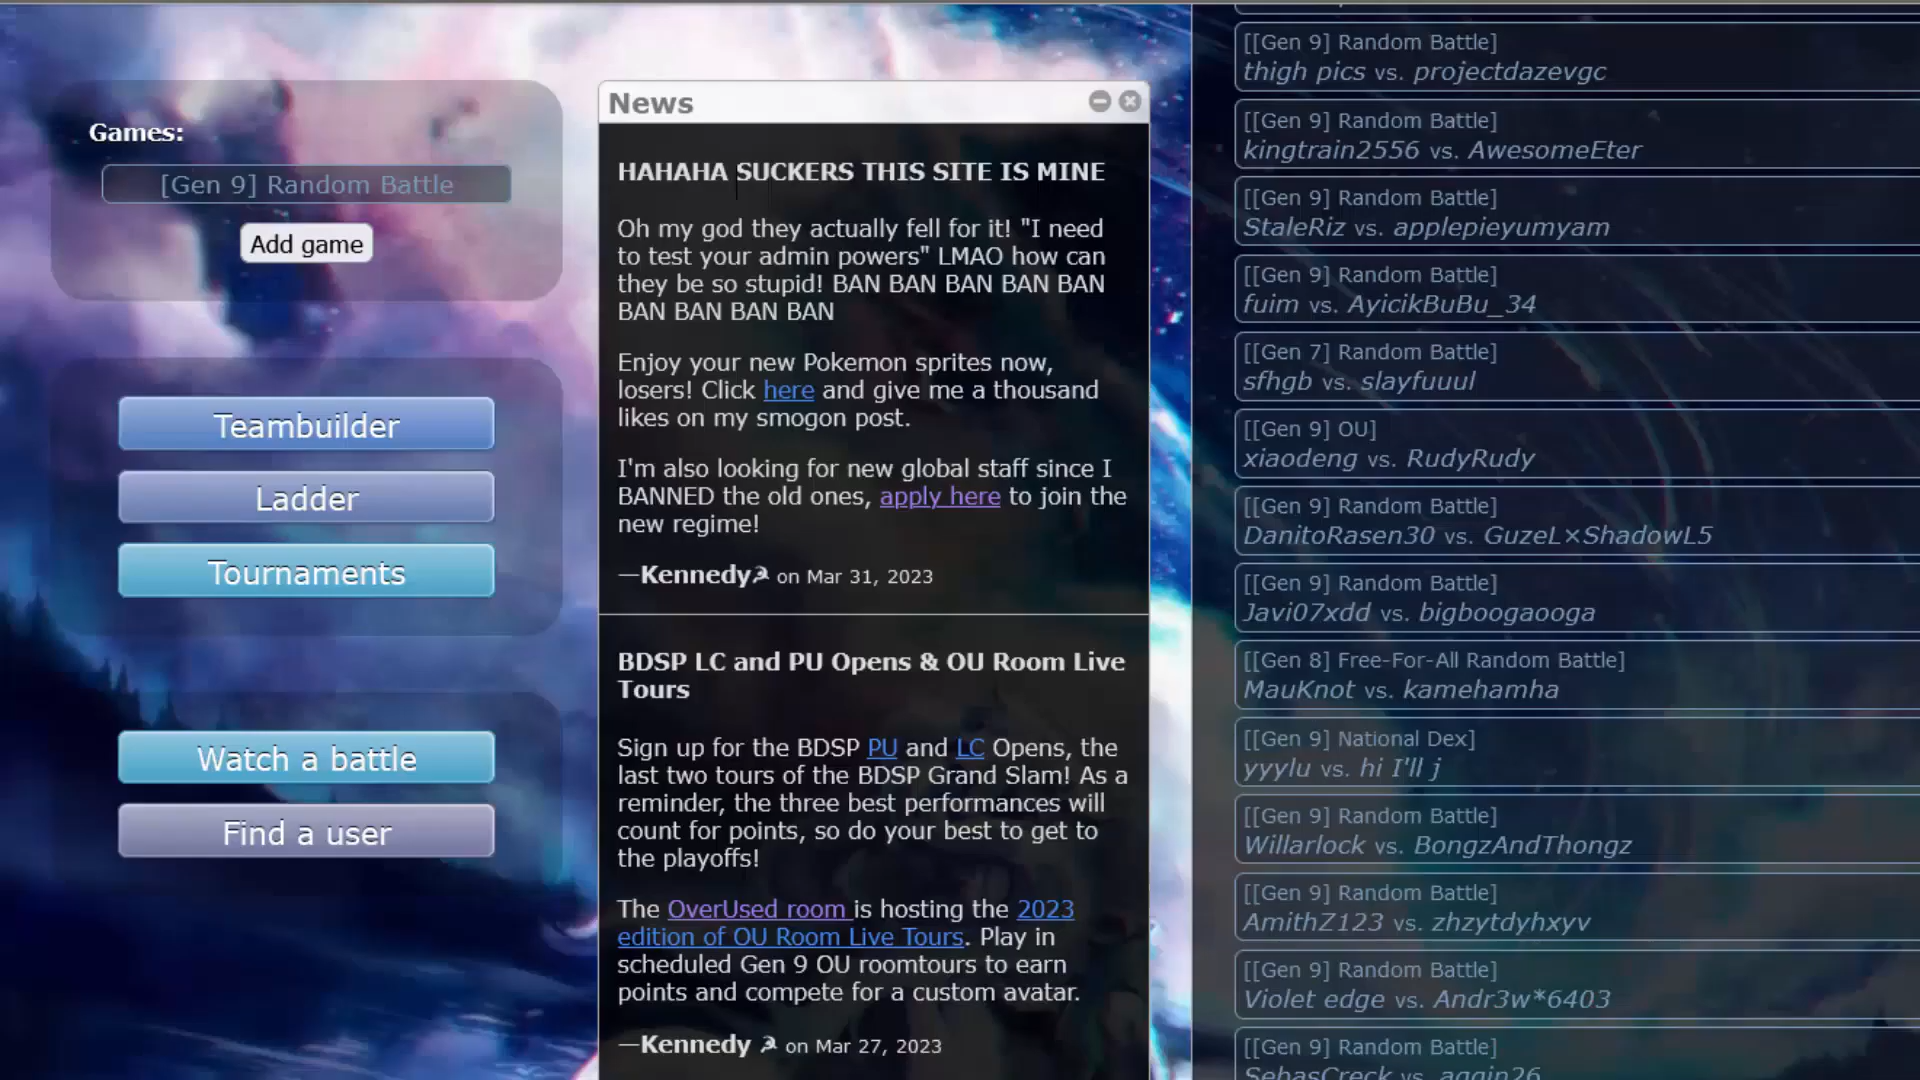 Games:
[Gen 9] Random Battle
Add game
Teambuilder
Ladder
Tournaments
Watch a battle
Find a user
News
HAHAHA SUCKERS THIS SITE IS MINE
Oh my god they actually fell for it! "I need
to test your admin powers" LMAO how can
they be so stupid! BAN BAN BAN BAN BAN
BAN BAN BAN BAN
Enjoy your new Pokemon sprites now,
losers! Click here and give me a thousand
likes on my smogon post.
I'm also looking for new global staff since I
BANNED the old ones, apply here to join the
new regime!
—Kennedy☭ on Mar 31, 2023
BDSP LC and PU Opens & OU Room Live
Tours
Sign up for the BDSP PU and LC Opens, the
last two tours of the BDSP Grand Slam! As a
reminder, the three best performances will
count for points, so do your best to get to
the playoffs!
The OverUsed room is hosting the 2023
edition of OU Room Live Tours. Play in
scheduled Gen 9 OU roomtours to earn
points and compete for a custom avatar.
—Kennedy ☭ on Mar 27, 2023
[[Gen 9] Random Battle]
thigh pics vs. projectdazevgc
[[Gen 9] Random Battle]
kingtrain2556 vs. AwesomeEter
[[Gen 9] Random Battle]
StaleRiz vs. applepieyumyam
[[Gen 9] Random Battle]
fuim vs. AyicikBuBu_34
[[Gen 7] Random Battle]
sfhgb vs. slayfuuul
[[Gen 9] OU]
xiaodeng vs. RudyRudy
[[Gen 9] Random Battle]
DanitoRasen30 vs. GuzeL×ShadowL5
[[Gen 9] Random Battle]
Javi07xdd vs. bigboogaooga
[[Gen 8] Free-For-All Random Battle]
MauKnot vs. kamehamha
[[Gen 9] National Dex]
yyylu vs. hi I'll j
[[Gen 9] Random Battle]
Willarlock vs. BongzAndThongz
[[Gen 9] Random Battle]
AmithZ123 vs. zhzytdyhxyv
[[Gen 9] Random Battle]
Violet edge vs. Andr3w*6403
[[Gen 9] Random Battle]
SebasCreck vs.